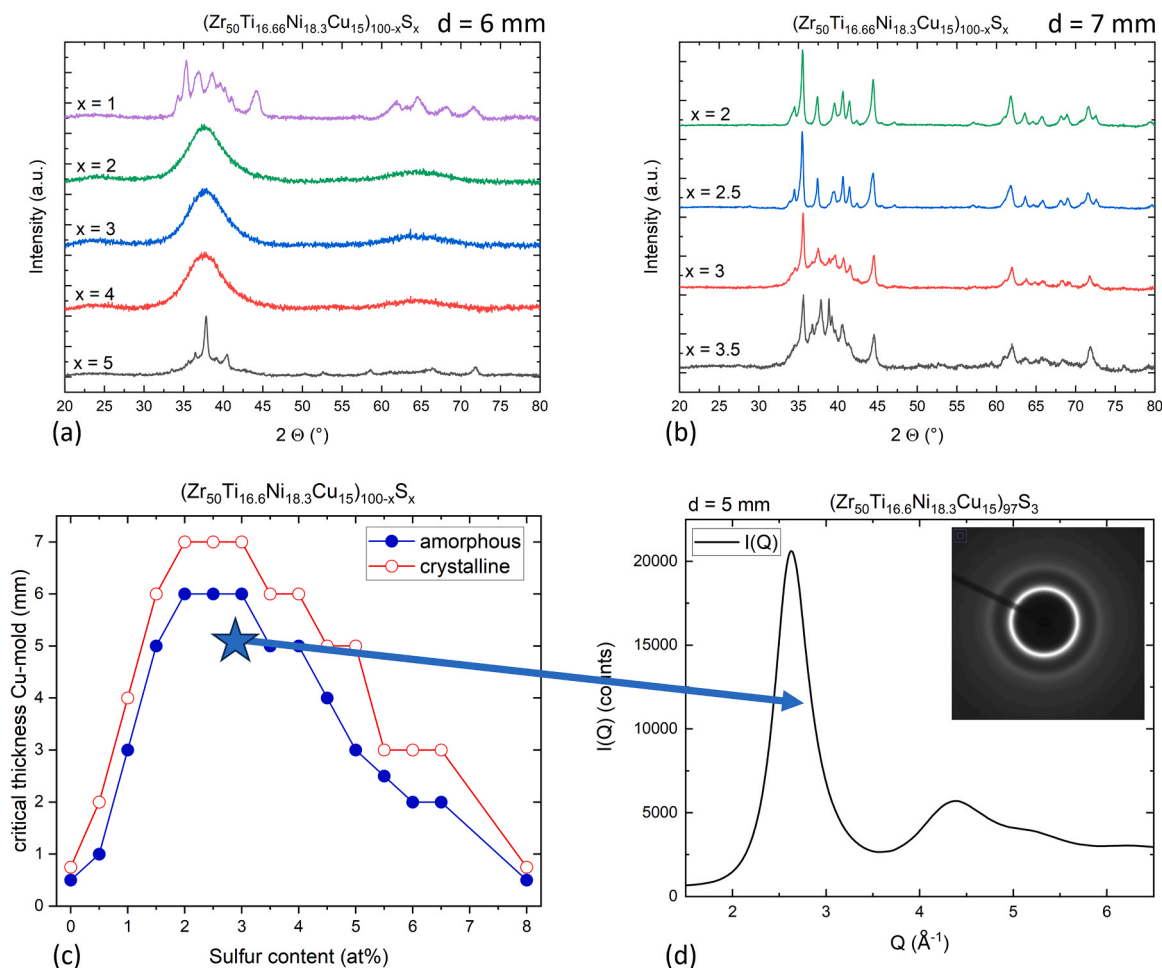 (Zr50Ti16.66Ni18.3Cu15)100-xSx d = 6 mm
x = 1
x = 2
x = 3
x = 4
x = 5
Intensity (a.u.)
20 25 30 35 40 45 50 55 60 65 70 75 80
(a)
2 Θ (°)
(Zr50Ti16.66Ni18.3Cu15)100-xSx d = 7 mm
x = 2
x = 2.5
x = 3
x = 3.5
Intensity (a.u.)
20 25 30 35 40 45 50 55 60 65 70 75 80
(b)
2 Θ (°)
(Zr50Ti16.6Ni18.3Cu15)100-xSx
amorphous
crystalline
critical thickness Cu-mold (mm)
7
6
5
4
3
2
1
0
0 1 2 3 4 5 6 7 8
(c)
Sulfur content (at%)
d = 5 mm (Zr50Ti16.6Ni18.3Cu15)97S3
I(Q)
I(Q) (counts)
20000
15000
10000
5000
0
2 3 4 5 6
(d)
Q (Å-1)